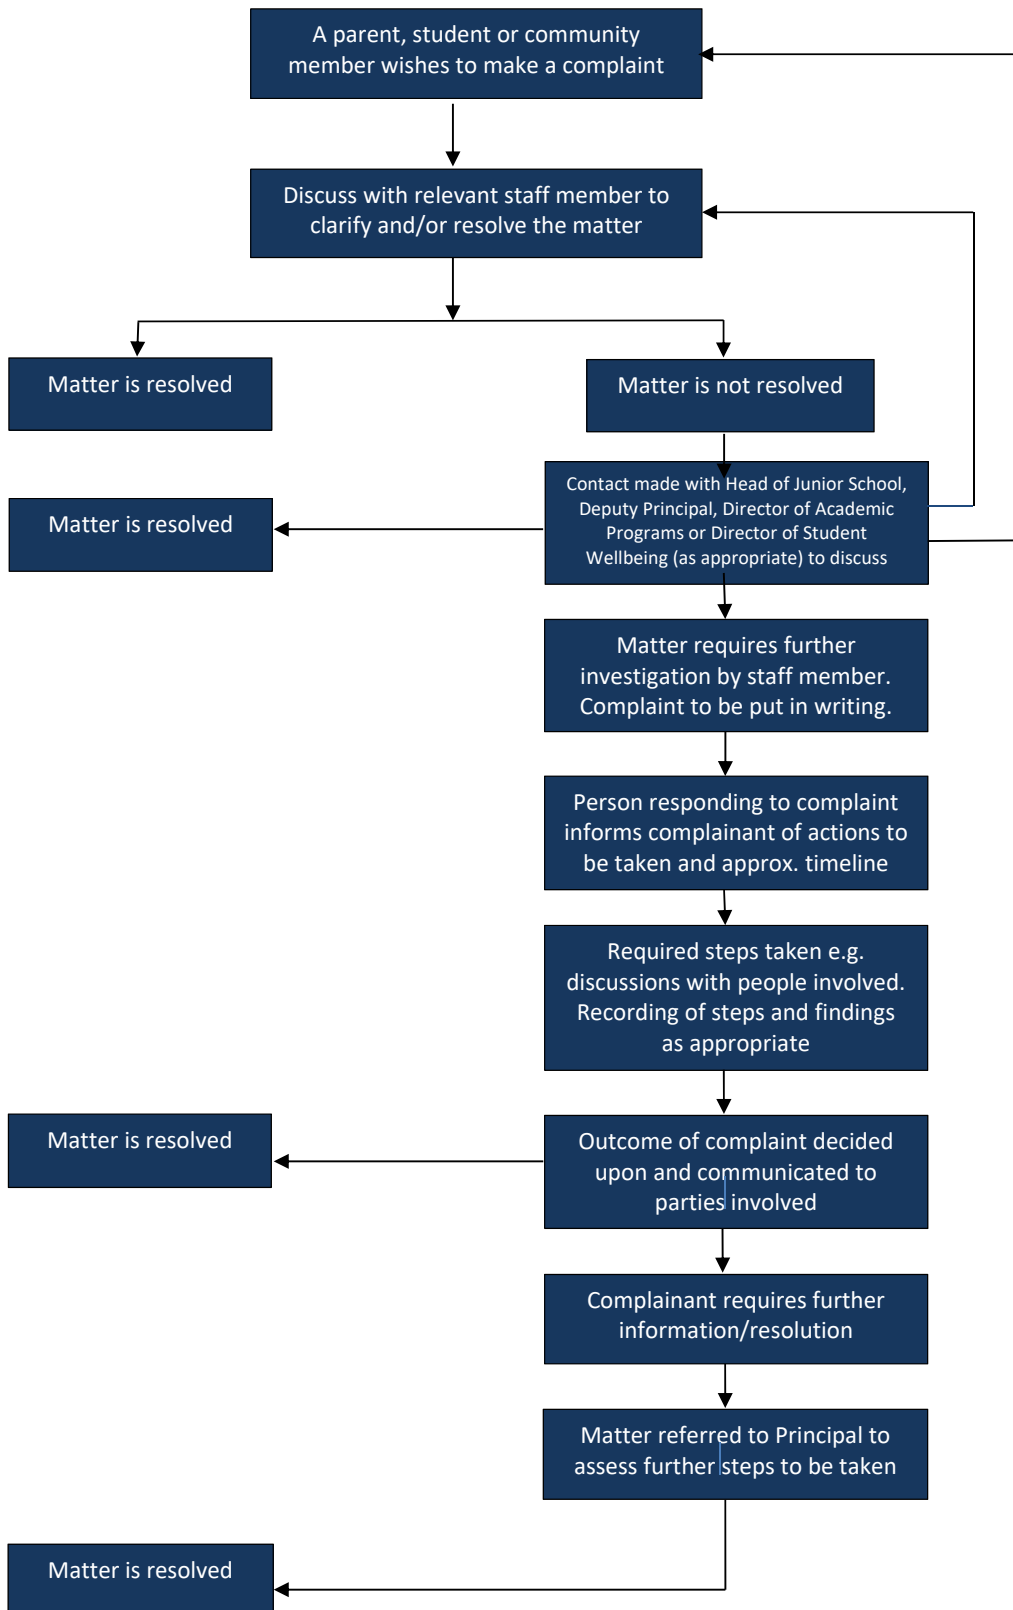 A parent, student or community
member wishes to make a complaint
Discuss with relevant staff member to
clarify and/or resolve the matter
Matter is resolved
Matter is not resolved
Matter is resolved
Contact made with Head of Junior School,
Deputy Principal, Director of Academic
Programs or Director of Student
Wellbeing (as appropriate) to discuss
Matter requires further
investigation by staff member.
Complaint to be put in writing.
Person responding to complaint
informs complainant of actions to
be taken and approx. timeline
Required steps taken e.g.
discussions with people involved.
Recording of steps and findings
as appropriate
Matter is resolved
Outcome of complaint decided
upon and communicated to
parties involved
Complainant requires further
information/resolution
Matter referred to Principal to
assess further steps to be taken
Matter is resolved